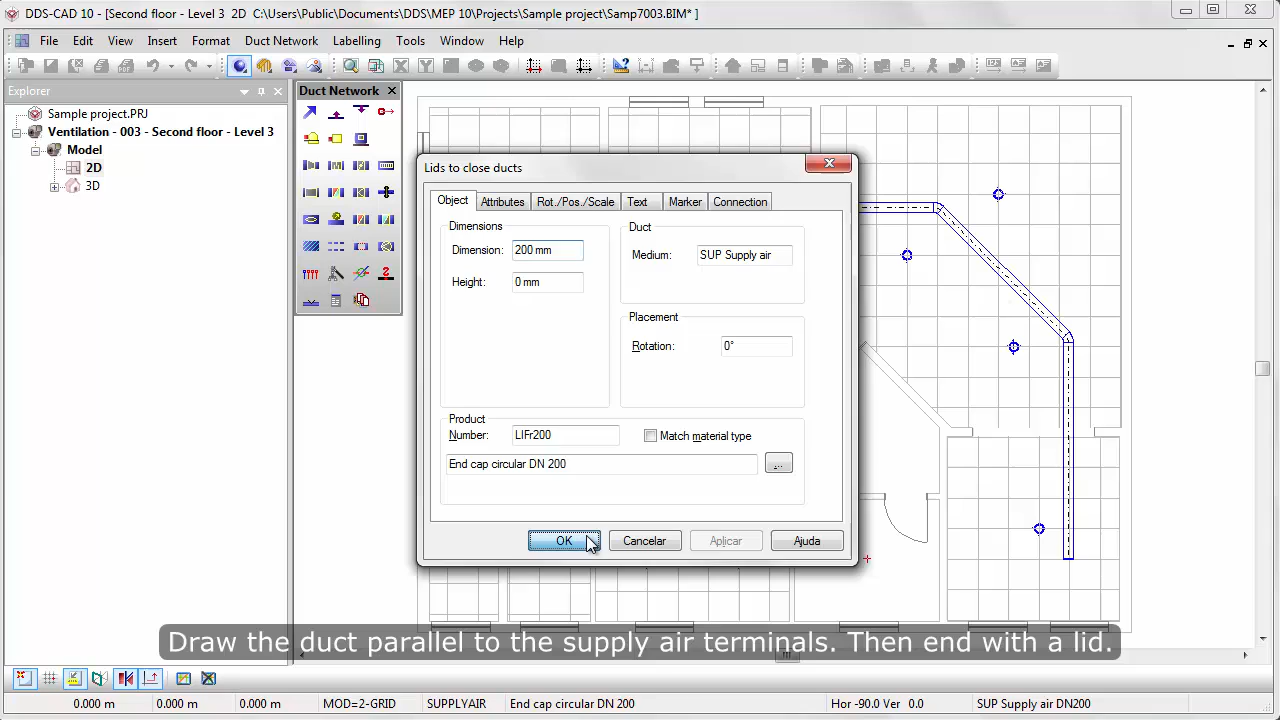 DDS-CAD 10 - [Second floor - Level 3  2D  C:\Users\Public\Documents\DDS\MEP 10\Projects\Sample project\Samp7003.BIM* ]
File Edit View Insert Format Duct Network Labelling Tools Window Help
Explorer
Sample project.PRJ
Ventilation - 003 - Second floor - Level 3
Model
2D
3D
Duct Network
Lids to close ducts
Object Attributes Rot./Pos./Scale Text Marker Connection
Dimensions
Dimension: 200 mm
Height: 0 mm
Duct
Medium: SUP Supply air
Placement
Rotation: 0°
Product
Number: LIFr200
Match material type
End cap circular DN 200
...
OK Cancelar Aplicar Ajuda
Draw the duct parallel to the supply air terminals. Then end with a lid.
0.000 m 0.000 m 0.000 m MOD=2-GRID SUPPLYAIR End cap circular DN 200 Hor -90.0 Ver 0.0 SUP Supply air DN200